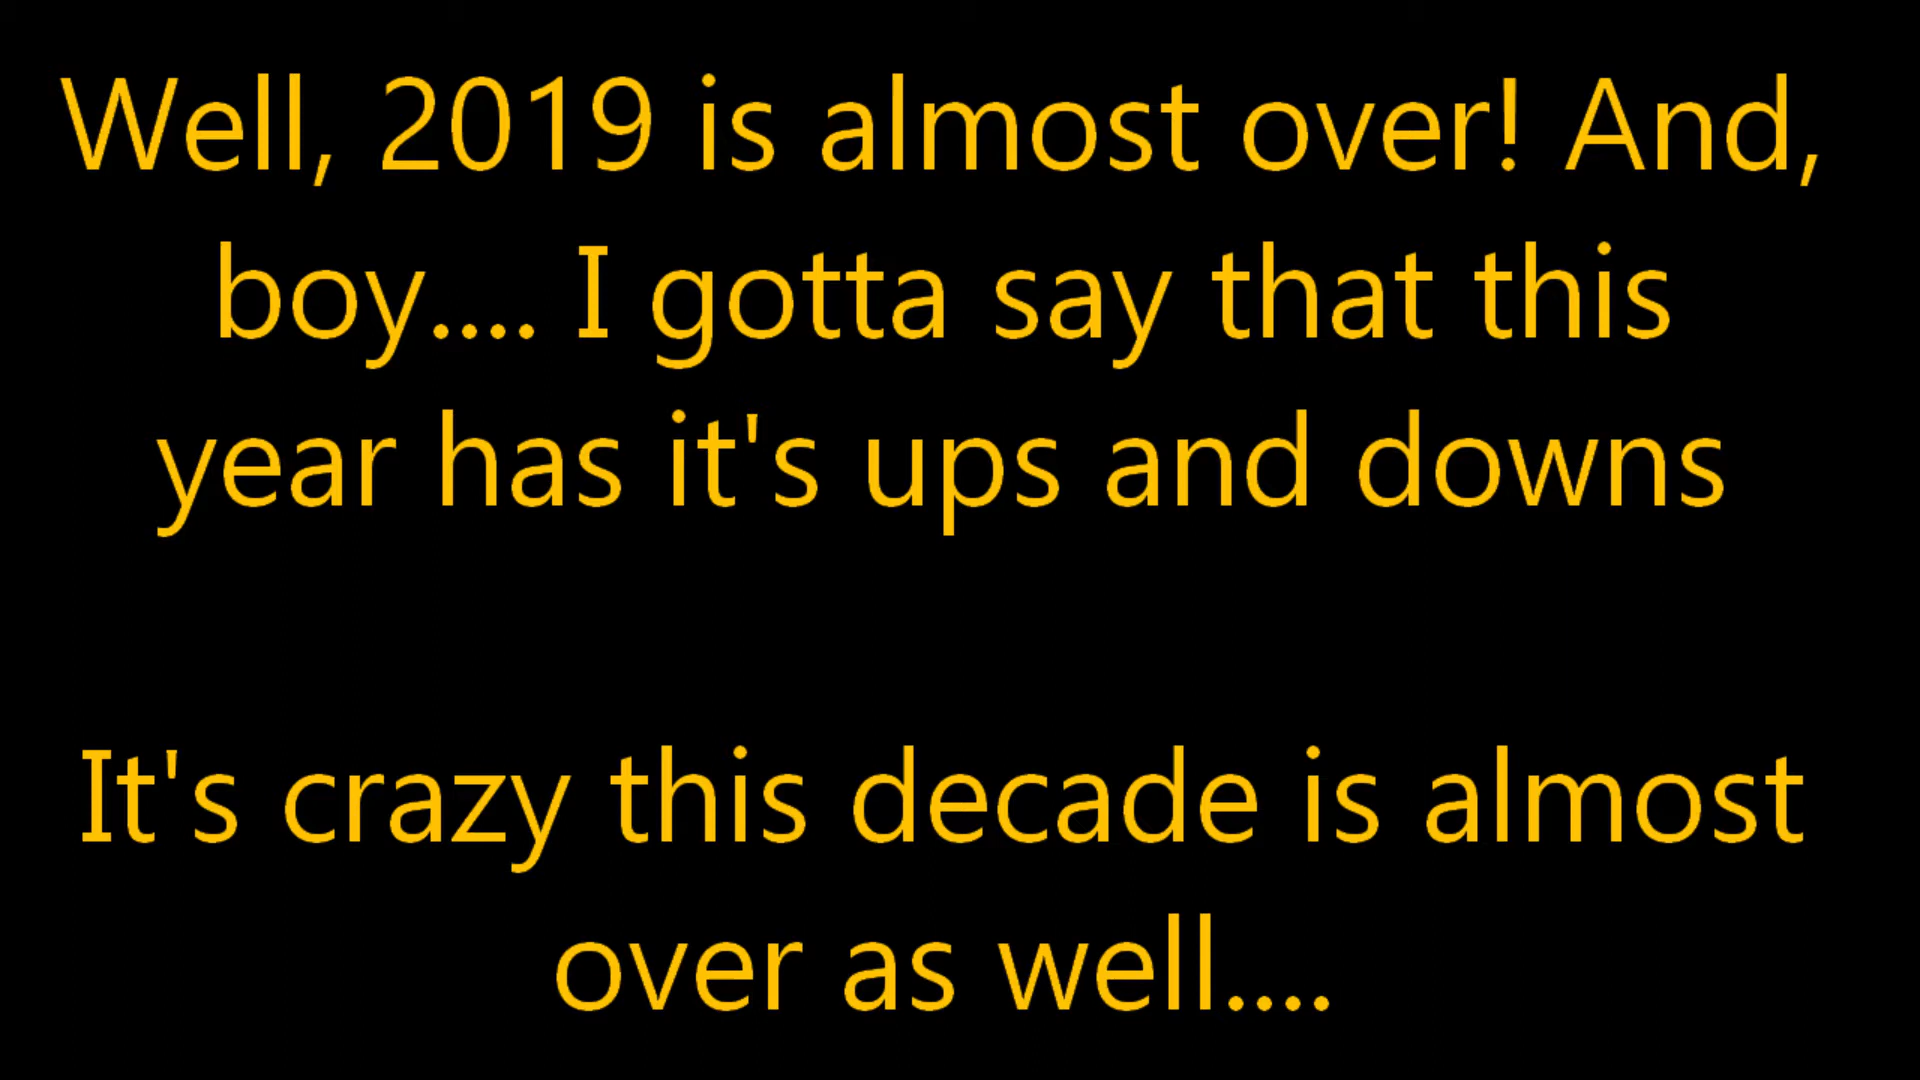 Well, 2019 is almost over! And,
boy.... I gotta say that this
year has it's ups and downs
It's crazy this decade is almost
over as well....